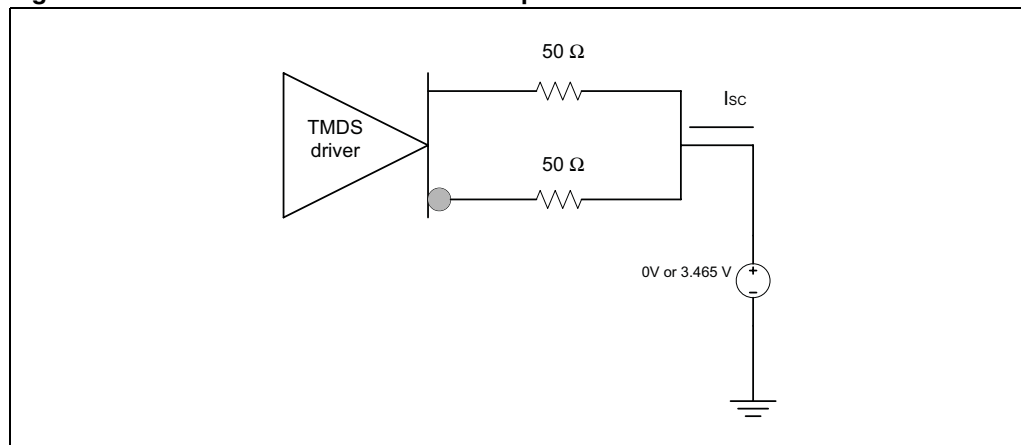 50 Ω
Isc
TMDS
driver
50 Ω
0V or 3.465 V
+
−